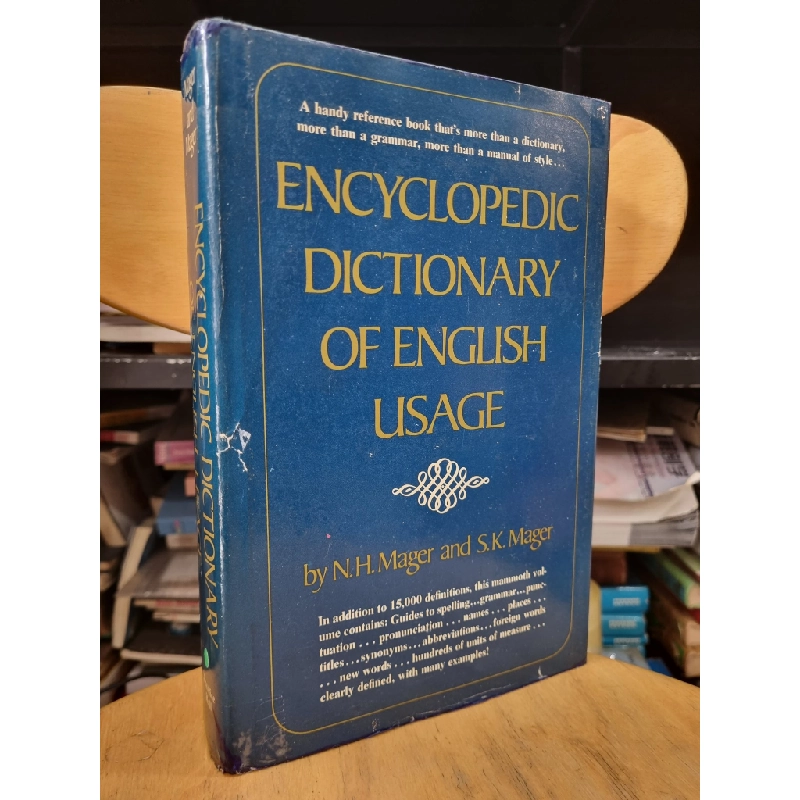 A handy reference book that's more than a dictionary,
more than a grammar, more than a manual of style...
ENCYCLOPEDIC
DICTIONARY
OF ENGLISH
USAGE
by N.H. Mager and S.K. Mager
In addition to 15,000 definitions, this mammoth vol-
ume contains: Guides to spelling...grammar...punc-
tuation . . . pronunciation . . . names . . . places . . .
titles...synonyms...abbreviations...foreign words
. . . new words . . . hundreds of units of measure . . .
clearly defined, with many examples!
Mager
and
Mager
ENCYCLOPEDIC DICTIONARY